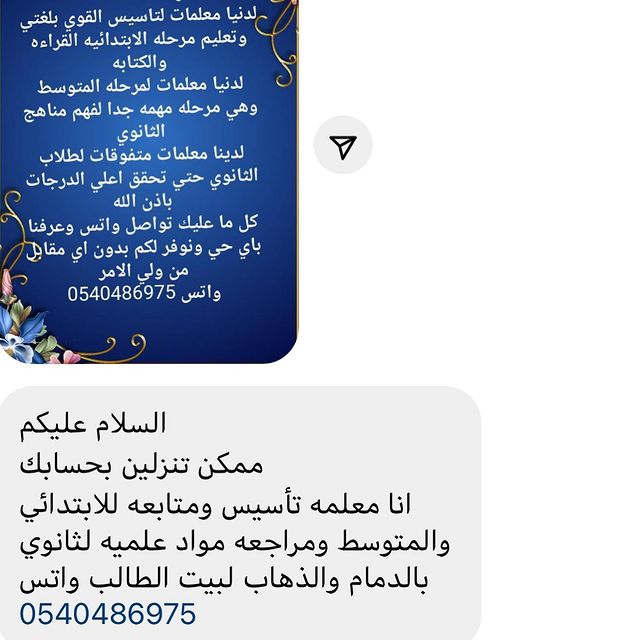 لدنيا معلمات لتاسيس القوي بلغتي
وتعليم مرحله الابتدائيه القراءه
والكتابه
لدنيا معلمات لمرحله المتوسط
وهي مرحله مهمه جدا لفهم مناهج
الثانوي
لدينا معلمات متفوقات لطلاب
الثانوي حتي تحقق اعلي الدرجات
باذن الله
كل ما عليك تواصل واتس وعرفنا
باي حي ونوفر لكم بدون اي مقابل
من ولي الامر
واتس 0540486975
السلام عليكم
ممكن تنزلين بحسابك
انا معلمه تأسيس ومتابعه للابتدائي
والمتوسط ومراجعه مواد علميه لثانوي
بالدمام والذهاب لبيت الطالب واتس
0540486975